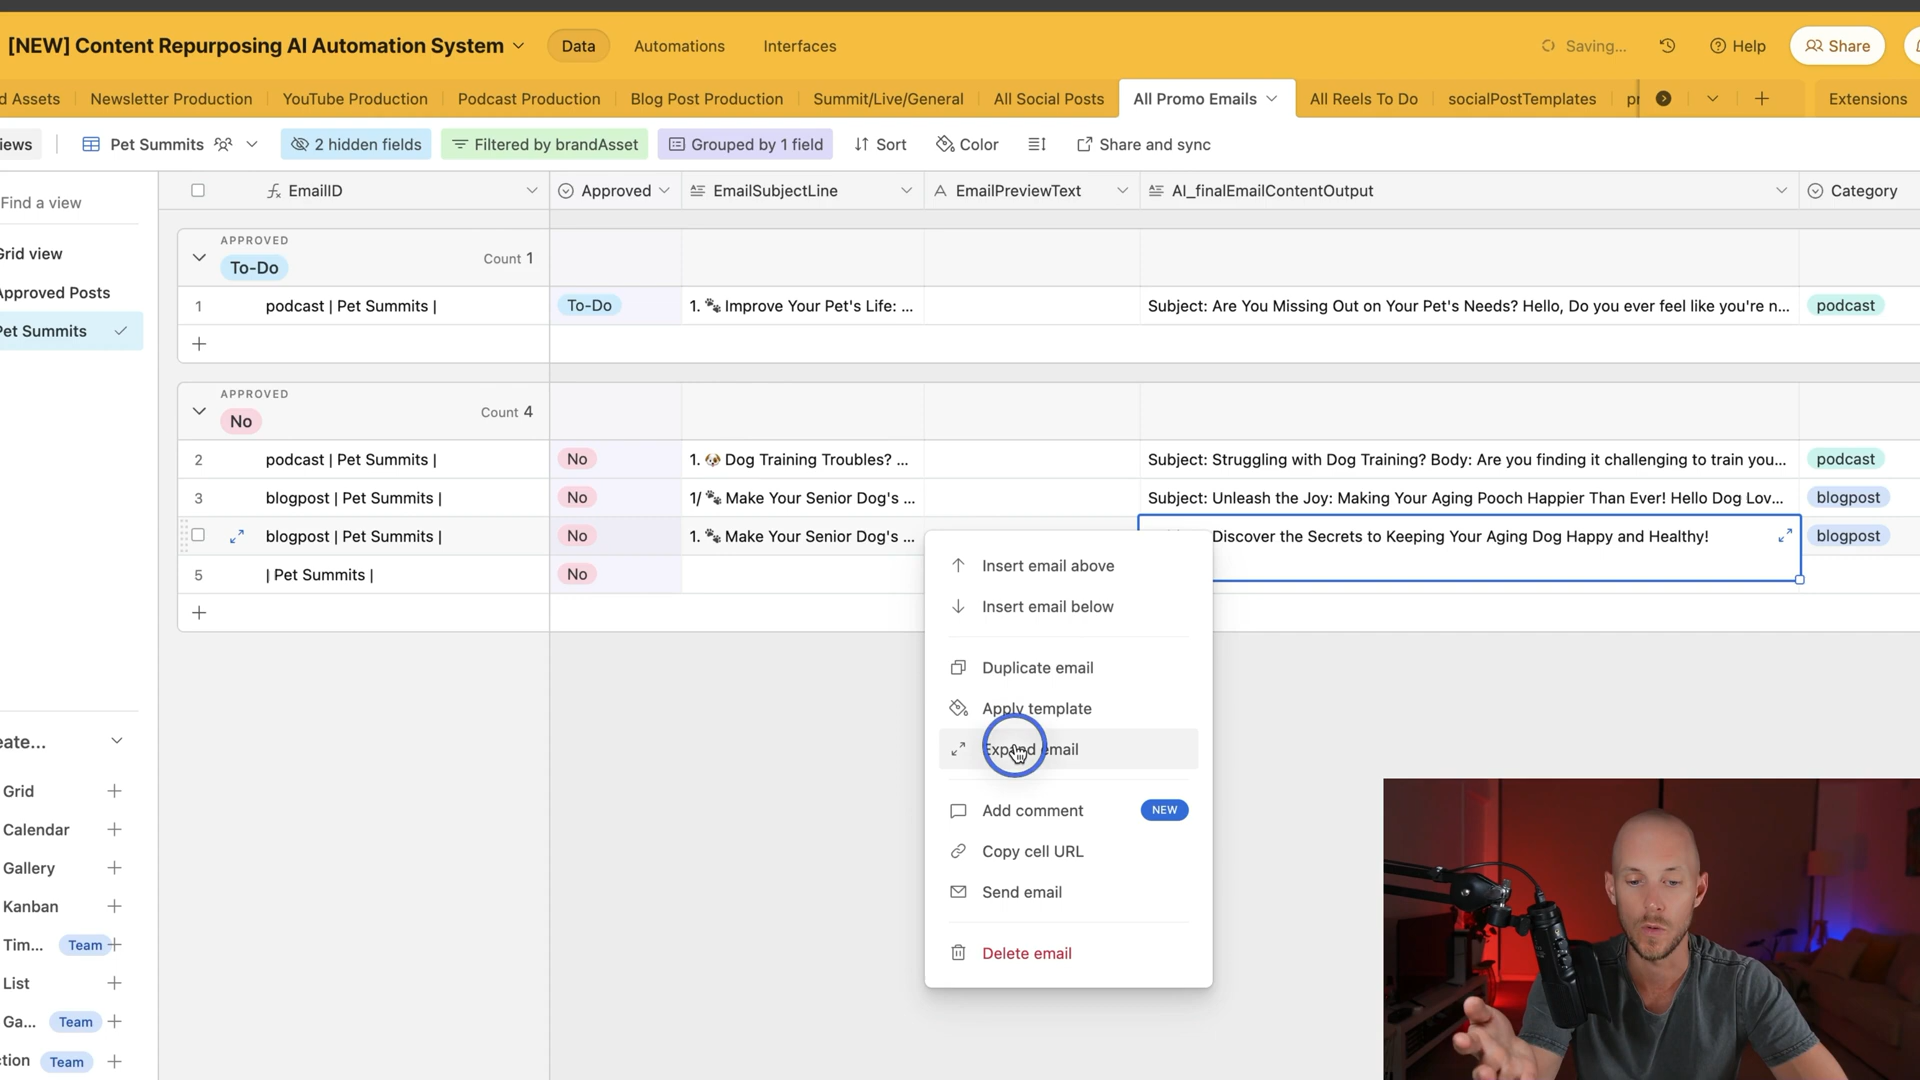 [NEW] Content Repurposing AI Automation System
Data
Automations
Interfaces
Saving...
Help
Share
d Assets
Newsletter Production
YouTube Production
Podcast Production
Blog Post Production
Summit/Live/General
All Social Posts
All Promo Emails
All Reels To Do
socialPostTemplates
pr
Extensions
iews
Pet Summits
2 hidden fields
Filtered by brandAsset
Grouped by 1 field
Sort
Color
Share and sync
Find a view
Grid view
Approved Posts
Pet Summits
EmailID
Approved
EmailSubjectLine
EmailPreviewText
AI_finalEmailContentOutput
Category
APPROVED
To-Do
Count 1
1 podcast | Pet Summits | To-Do 1. 🐾 Improve Your Pet's Life: ... Subject: Are You Missing Out on Your Pet's Needs? Hello, Do you ever feel like you're n... podcast
APPROVED
No
Count 4
2 podcast | Pet Summits | No 1. 🐶 Dog Training Troubles? ... Subject: Struggling with Dog Training? Body: Are you finding it challenging to train you... podcast
3 blogpost | Pet Summits | No 1/ 🐾 Make Your Senior Dog's ... Subject: Unleash the Joy: Making Your Aging Pooch Happier Than Ever! Hello Dog Lov... blogpost
blogpost | Pet Summits | No 1. 🐾 Make Your Senior Dog's ... Discover the Secrets to Keeping Your Aging Dog Happy and Healthy! blogpost
5 | Pet Summits | No
Insert email above
Insert email below
Duplicate email
Apply template
Expand email
Add comment NEW
Copy cell URL
Send email
Delete email
eate...
Grid
Calendar
Gallery
Kanban
Tim... Team
List
Ga... Team
ction Team